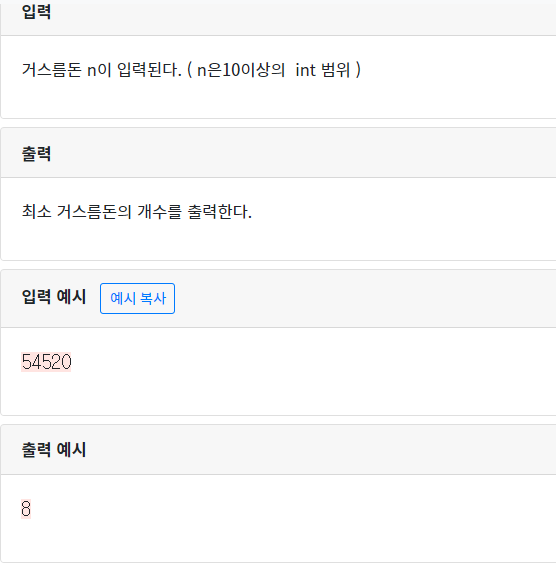 입력
거스름돈 n이 입력된다. ( n은10이상의  int 범위 )
출력
최소 거스름돈의 개수를 출력한다.
입력 예시 예시 복사
54520
출력 예시
8